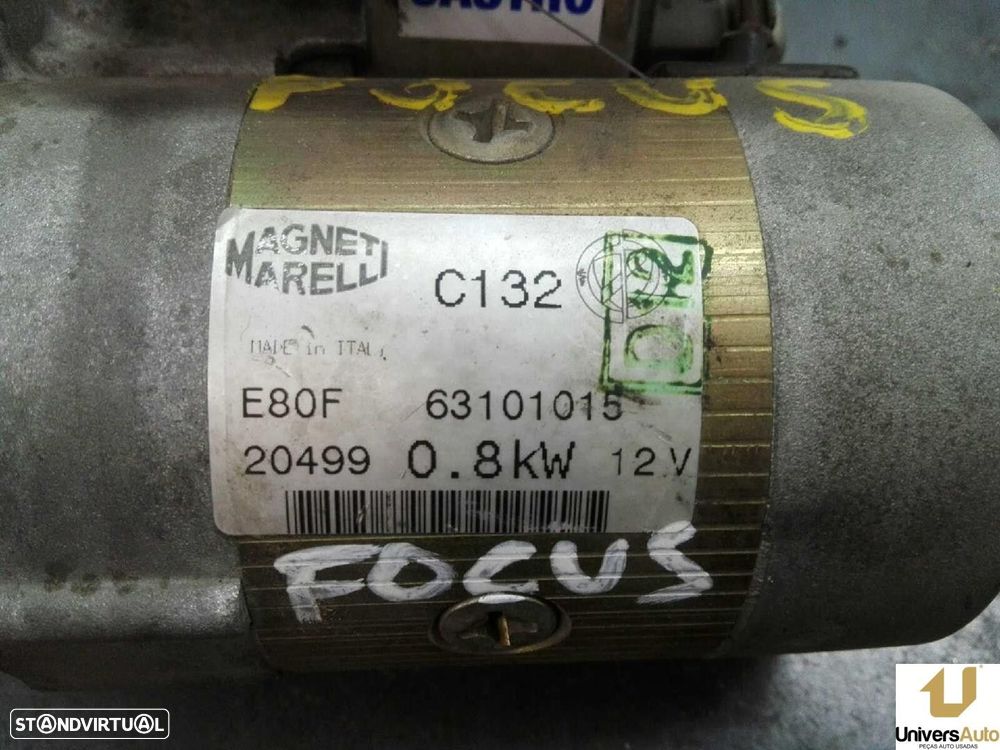 CASTRO
FOCUS
MAGNETI
MARELLI
C132
MADE in ITALY
E80F 63101015
20499 0.8kW 12V
FOCUS
STANDVIRTUAL
UniversAuto
PEÇAS AUTO USADAS